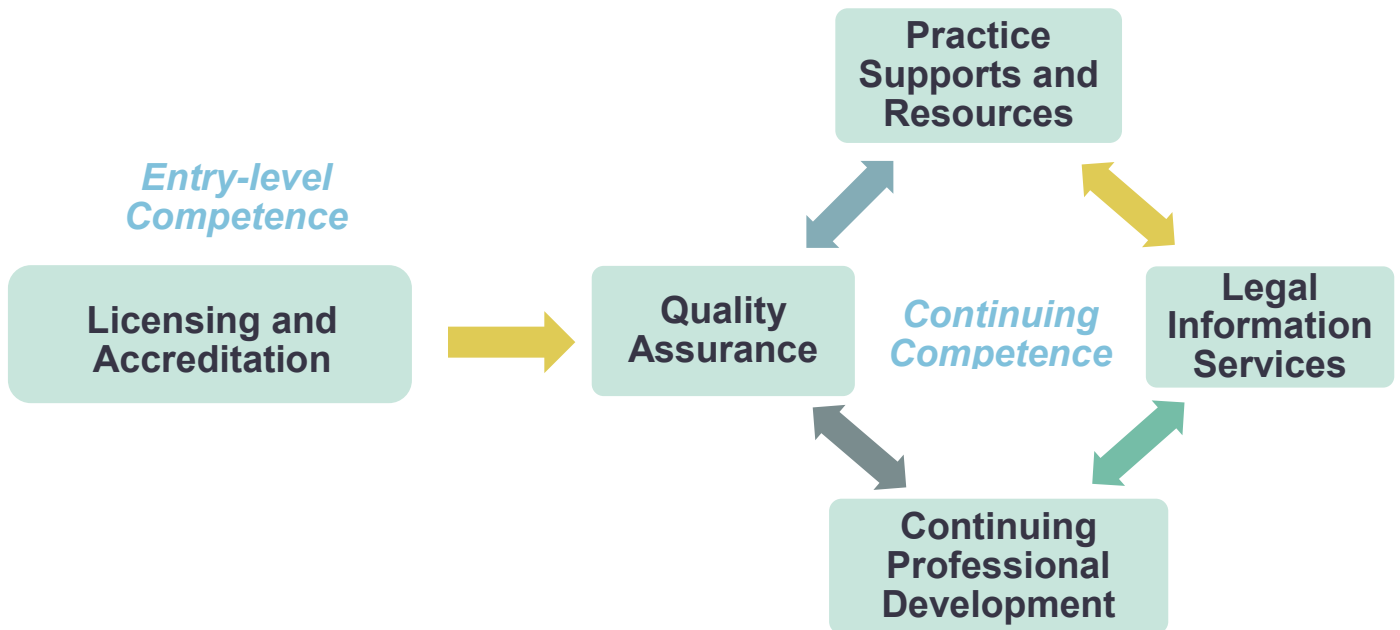 Practice
Supports and
Resources
Entry-level
Competence
Licensing and
Accreditation
Quality
Assurance
Continuing
Competence
Legal
Information
Services
Continuing
Professional
Development